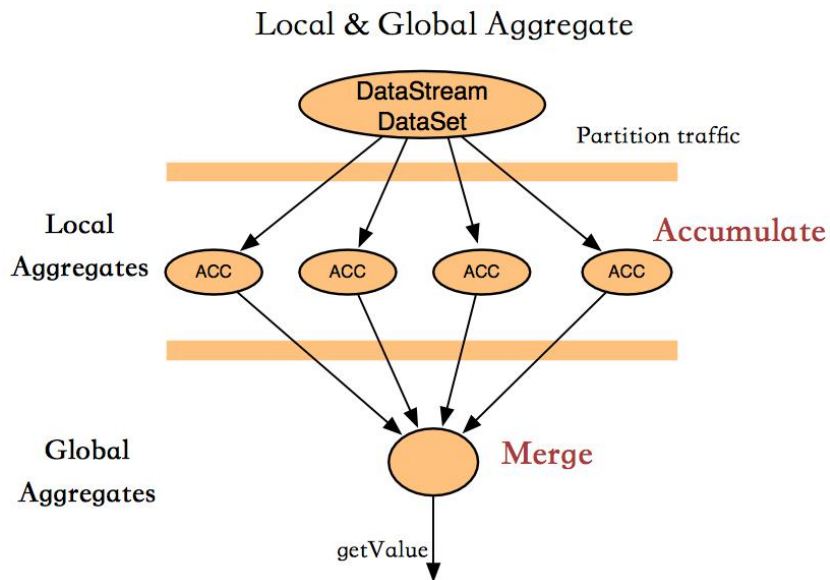 Local & Global Aggregate
DataStream
DataSet
Partition traffic
Local
Aggregates
Accumulate
ACC
ACC
ACC
ACC
Global
Aggregates
Merge
getValue